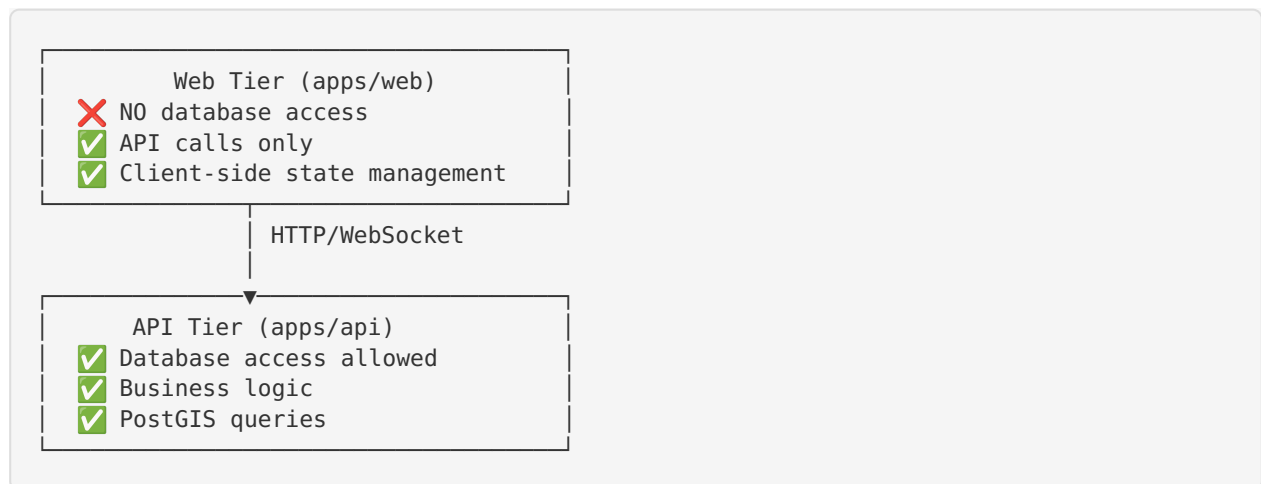 Web Tier (apps/web)
❌ NO database access
✅ API calls only
✅ Client-side state management
HTTP/WebSocket
API Tier (apps/api)
✅ Database access allowed
✅ Business logic
✅ PostGIS queries